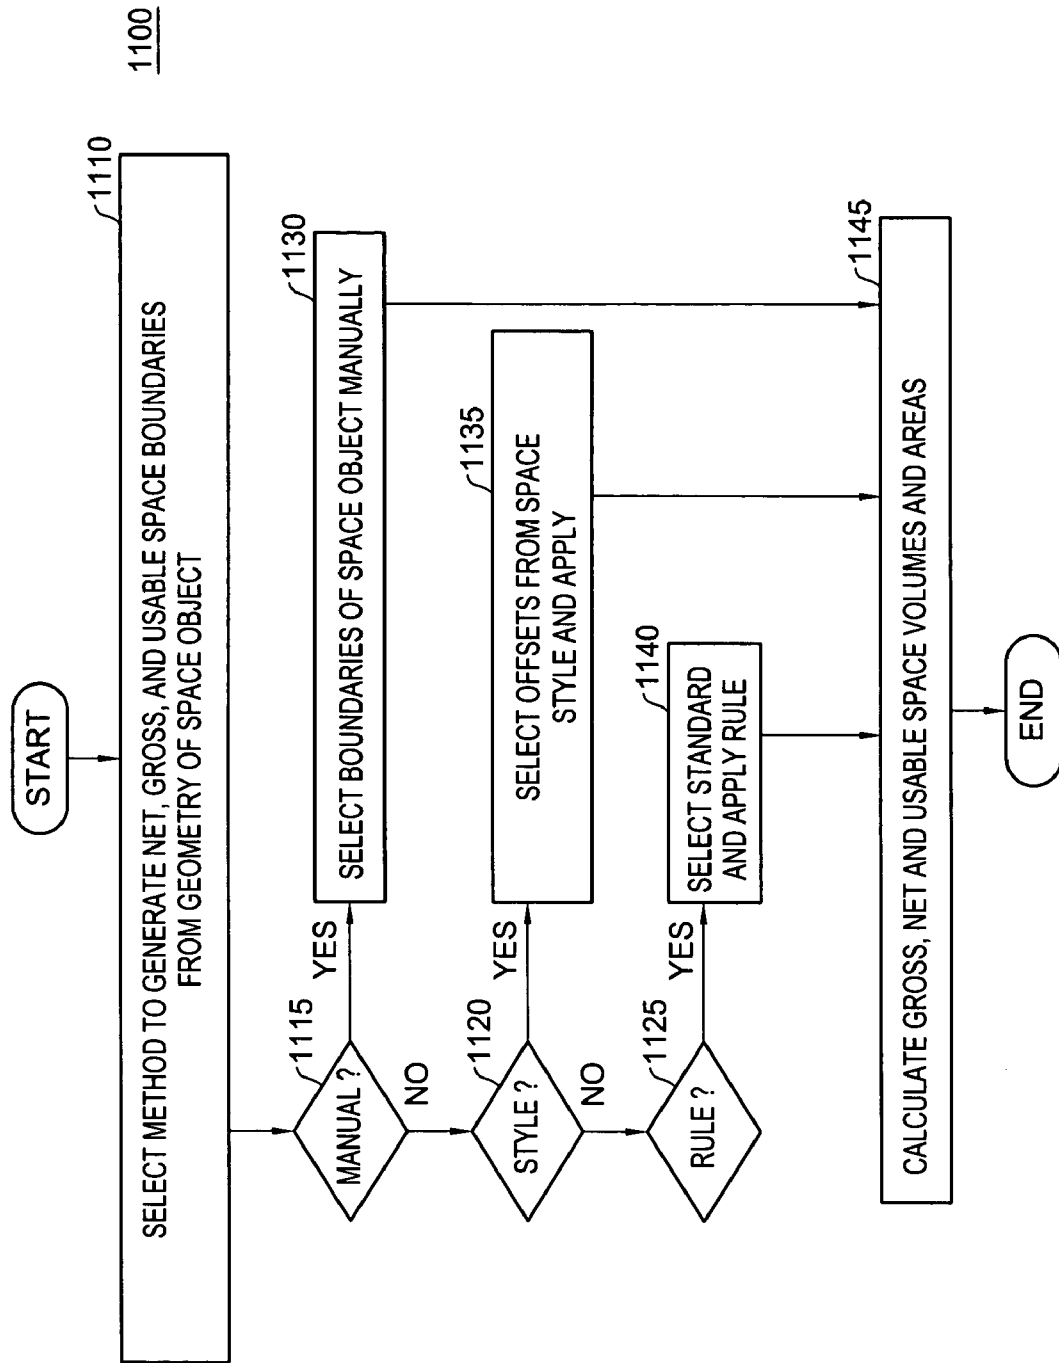 1100
START
1110
SELECT METHOD TO GENERATE NET, GROSS, AND USABLE SPACE BOUNDARIES
FROM GEOMETRY OF SPACE OBJECT
1115
MANUAL ?
YES
1130
SELECT BOUNDARIES OF SPACE OBJECT MANUALLY
NO
1120
STYLE ?
YES
1135
SELECT OFFSETS FROM SPACE
STYLE AND APPLY
NO
1125
RULE ?
YES
1140
SELECT STANDARD
AND APPLY RULE
1145
CALCULATE GROSS, NET AND USABLE SPACE VOLUMES AND AREAS
END